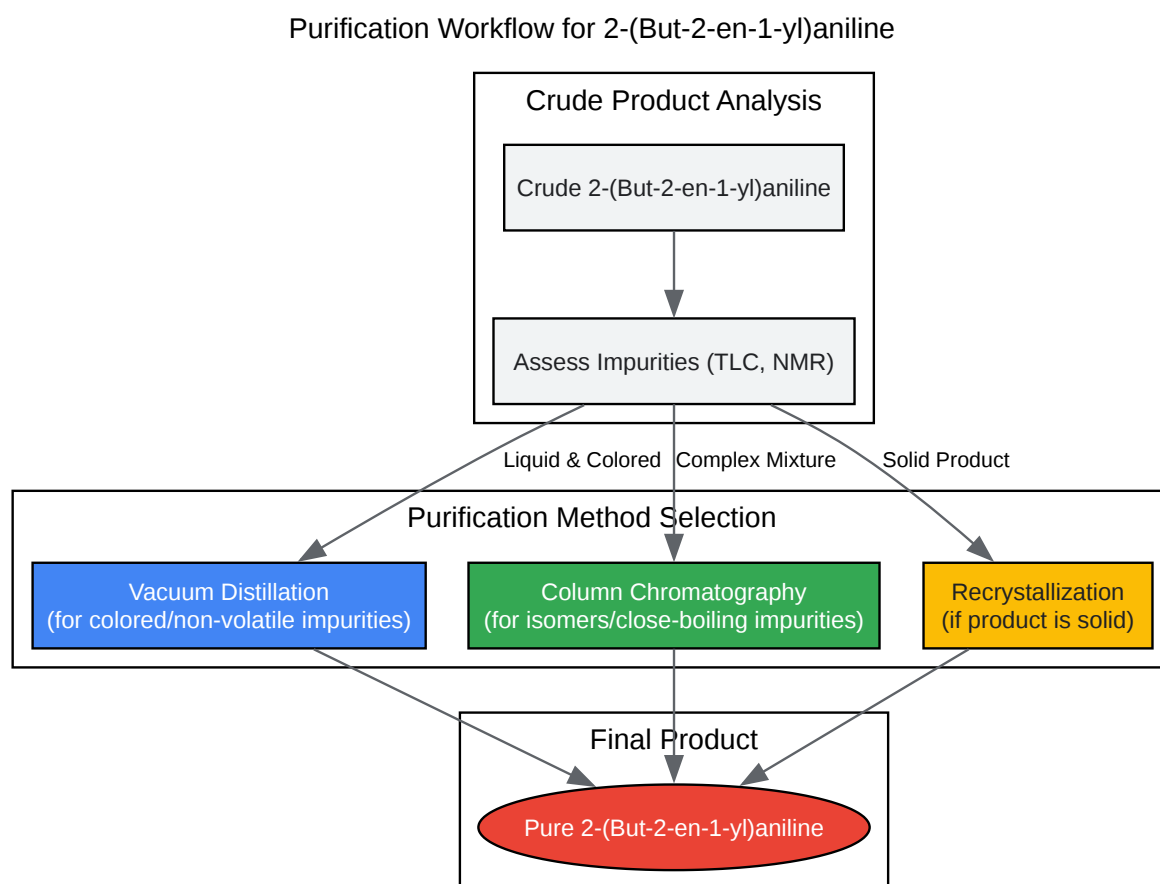 Purification Workflow for 2-(But-2-en-1-yl)aniline
Crude Product Analysis
Crude 2-(But-2-en-1-yl)aniline
Assess Impurities (TLC, NMR)
Liquid & Colored
Complex Mixture
Solid Product
Purification Method Selection
Vacuum Distillation
(for colored/non-volatile impurities)
Column Chromatography
(for isomers/close-boiling impurities)
Recrystallization
(if product is solid)
Final Product
Pure 2-(But-2-en-1-yl)aniline